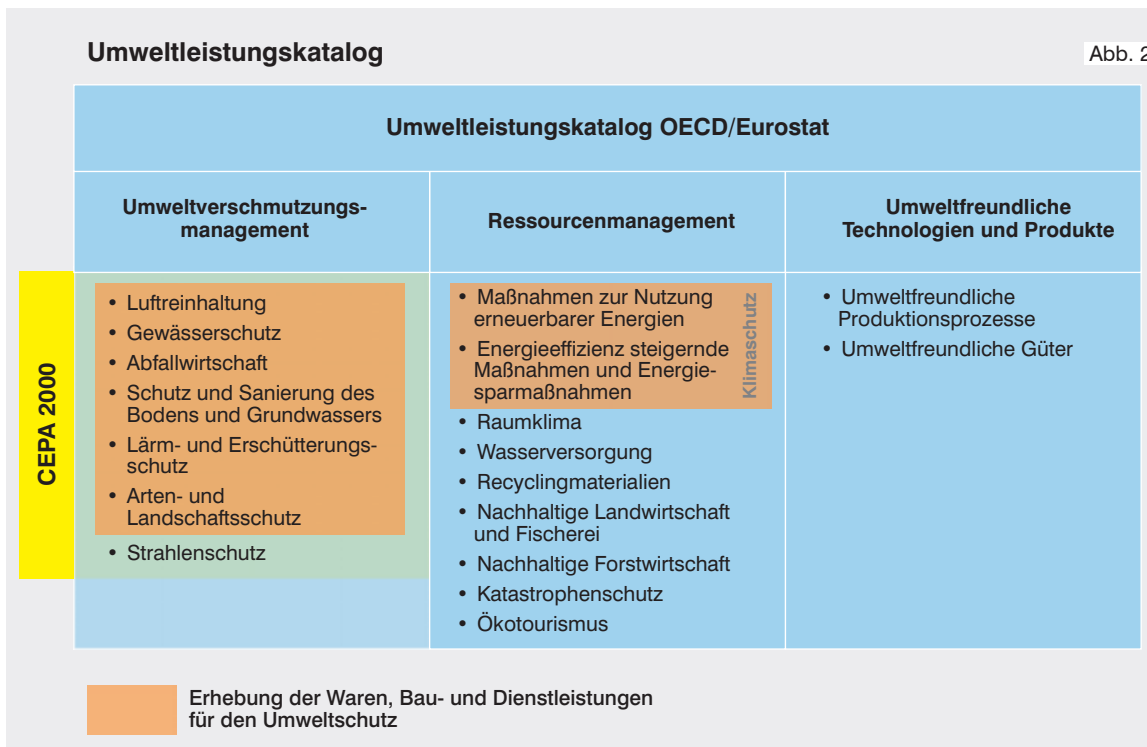 Umweltleistungskatalog
Abb. 2
Umweltleistungskatalog OECD/Eurostat
Umweltverschmutzungs-
management
Ressourcenmanagement
Umweltfreundliche
Technologien und Produkte
CEPA 2000
• Luftreinhaltung
• Gewässerschutz
• Abfallwirtschaft
• Schutz und Sanierung des
Bodens und Grundwassers
• Lärm- und Erschütterungs-
schutz
• Arten- und
Landschaftsschutz
• Strahlenschutz
• Maßnahmen zur Nutzung
erneuerbarer Energien
• Energieeffizienz steigernde
Maßnahmen und Energie-
sparmaßnahmen
Klimaschutz
• Raumklima
• Wasserversorgung
• Recyclingmaterialien
• Nachhaltige Landwirtschaft
und Fischerei
• Nachhaltige Forstwirtschaft
• Katastrophenschutz
• Ökotourismus
• Umweltfreundliche
Produktionsprozesse
• Umweltfreundliche Güter
Erhebung der Waren, Bau- und Dienstleistungen
für den Umweltschutz